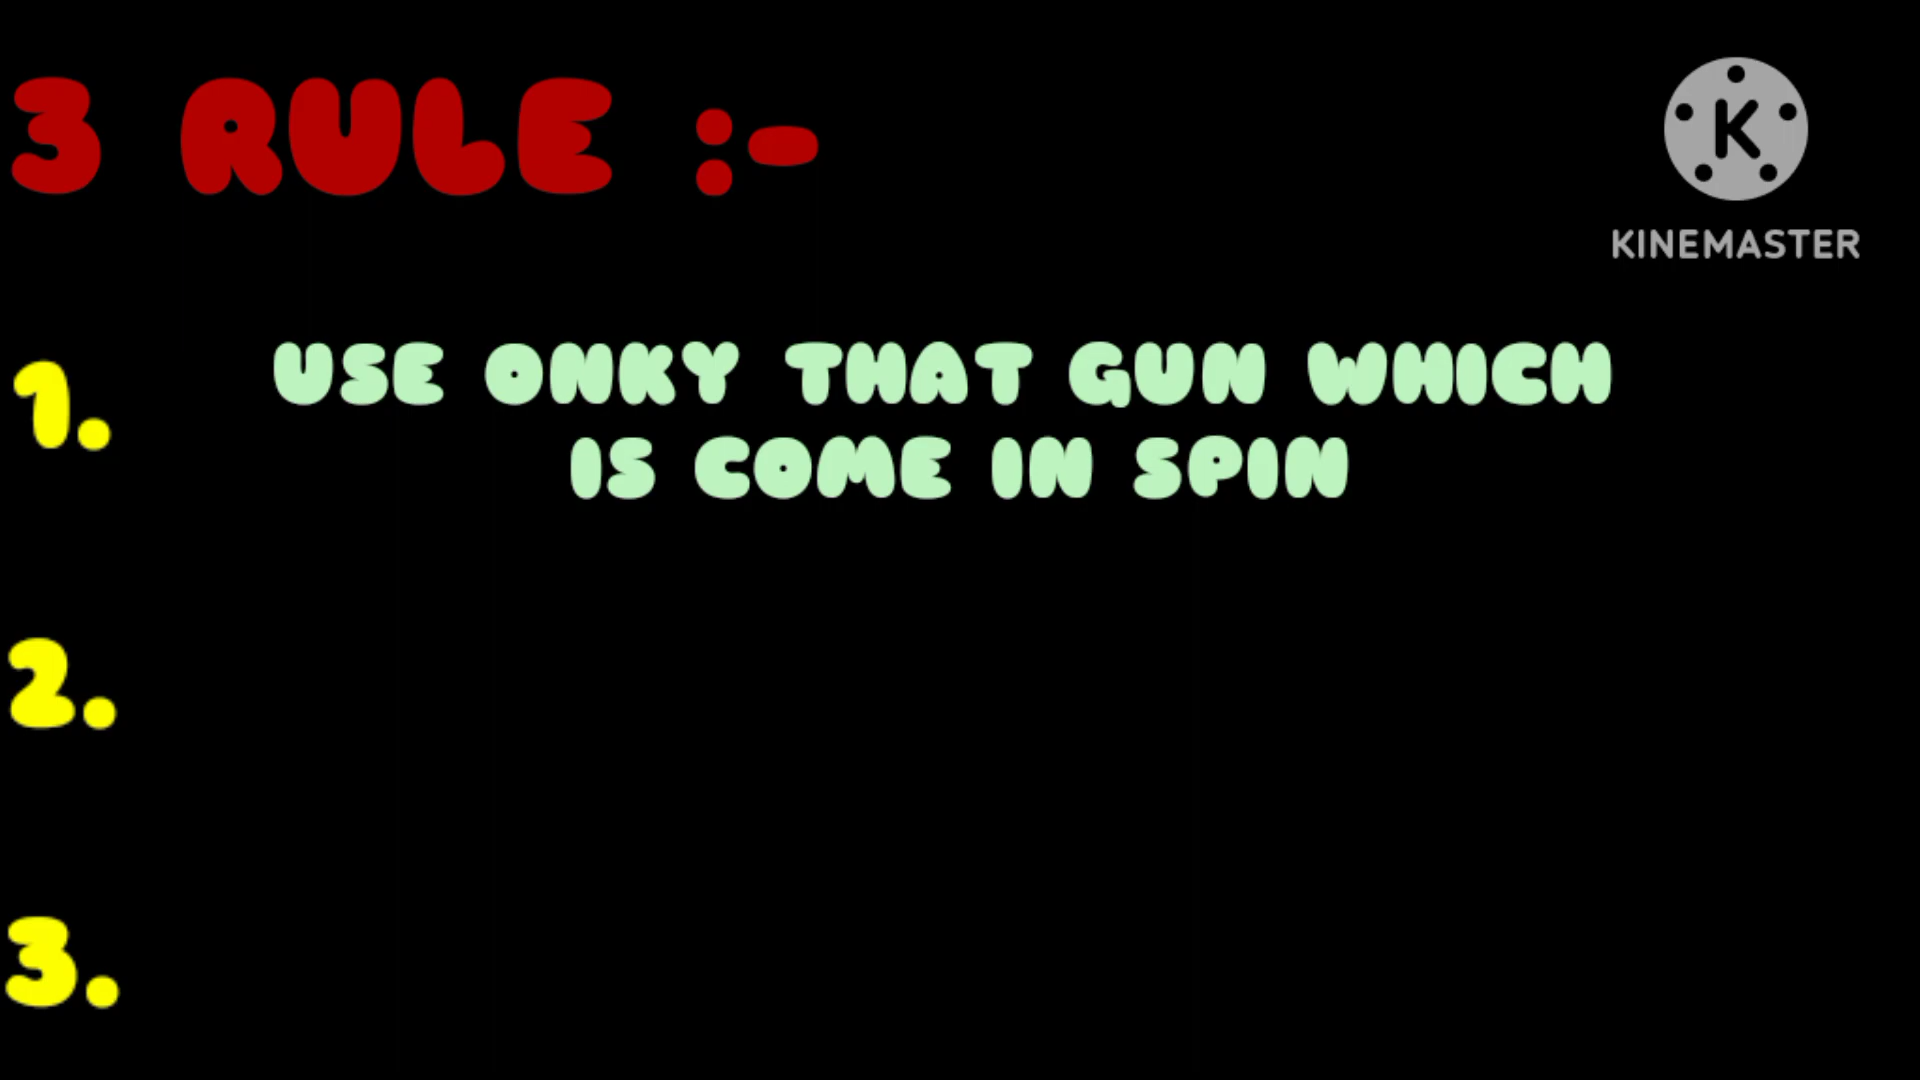 3 RULE :-
KINEMASTER
1. USE ONKY THAT GUN WHICH
IS COME IN SPIN
2.
3.